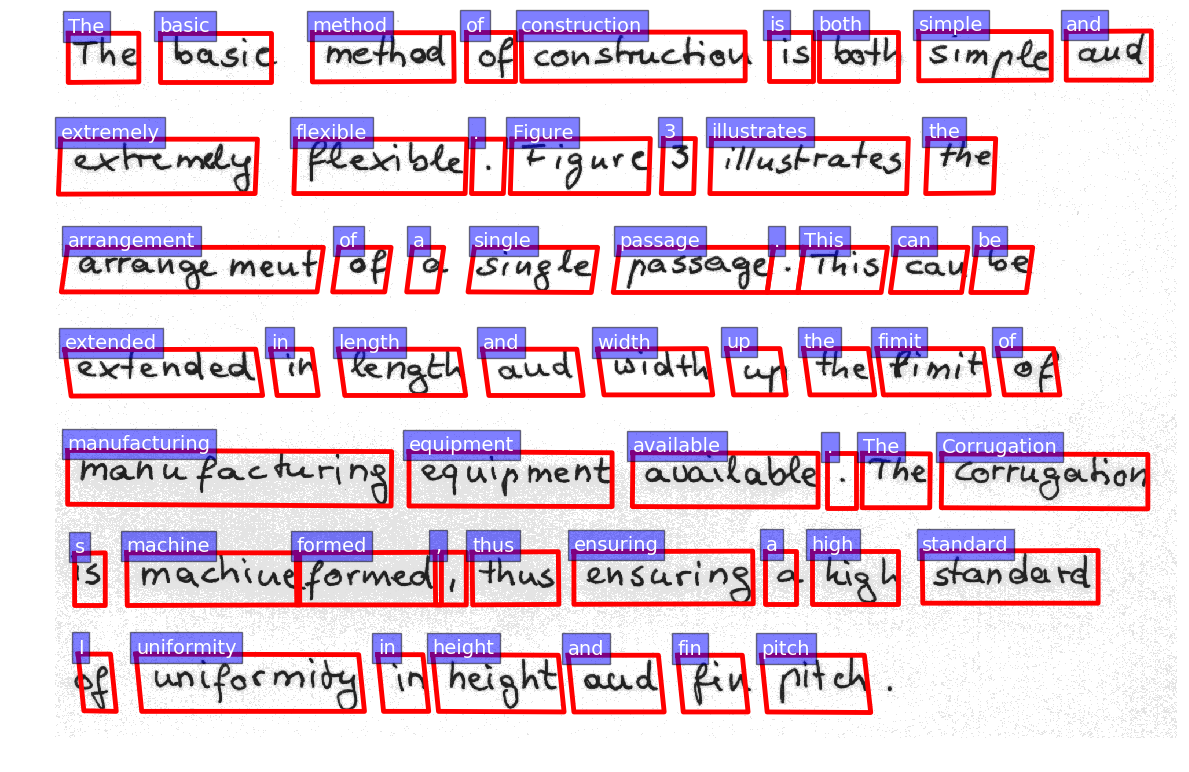 The basic method of construction is both simple and
The basic method of construction is both simple and
extremely flexible . Figure 3 illustrates the
extremely flexible . Figure 3 illustrates the
arrangement of a single passage . This can be
arrangement of a single passage . This can be
extended in length and width up the fimit of
extended in length and width up the limit of
manufacturing equipment available . The Corrugation
manufacturing equipment available . The Corrugation
s machine formed , thus ensuring a high standard
is machine formed , thus ensuring a high standard
l uniformity in height and fin pitch
of uniformity in height and fin pitch .